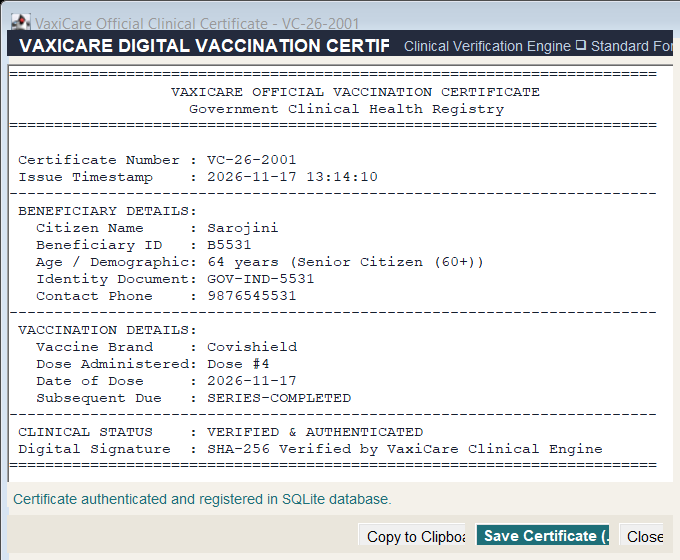 VaxiCare Official Clinical Certificate - VC-26-2001
VAXICARE DIGITAL VACCINATION CERTIF Clinical Verification Engine ❑ Standard For
========================================================================
VAXICARE OFFICIAL VACCINATION CERTIFICATE
Government Clinical Health Registry
========================================================================
Certificate Number : VC-26-2001
Issue Timestamp    : 2026-11-17 13:14:10
------------------------------------------------------------------------
BENEFICIARY DETAILS:
Citizen Name     : Sarojini
Beneficiary ID   : B5531
Age / Demographic: 64 years (Senior Citizen (60+))
Identity Document: GOV-IND-5531
Contact Phone    : 9876545531
------------------------------------------------------------------------
VACCINATION DETAILS:
Vaccine Brand    : Covishield
Dose Administered: Dose #4
Date of Dose     : 2026-11-17
Subsequent Due   : SERIES-COMPLETED
------------------------------------------------------------------------
CLINICAL STATUS    : VERIFIED & AUTHENTICATED
Digital Signature  : SHA-256 Verified by VaxiCare Clinical Engine
========================================================================
Certificate authenticated and registered in SQLite database.
Copy to Clipboa Save Certificate (. Close